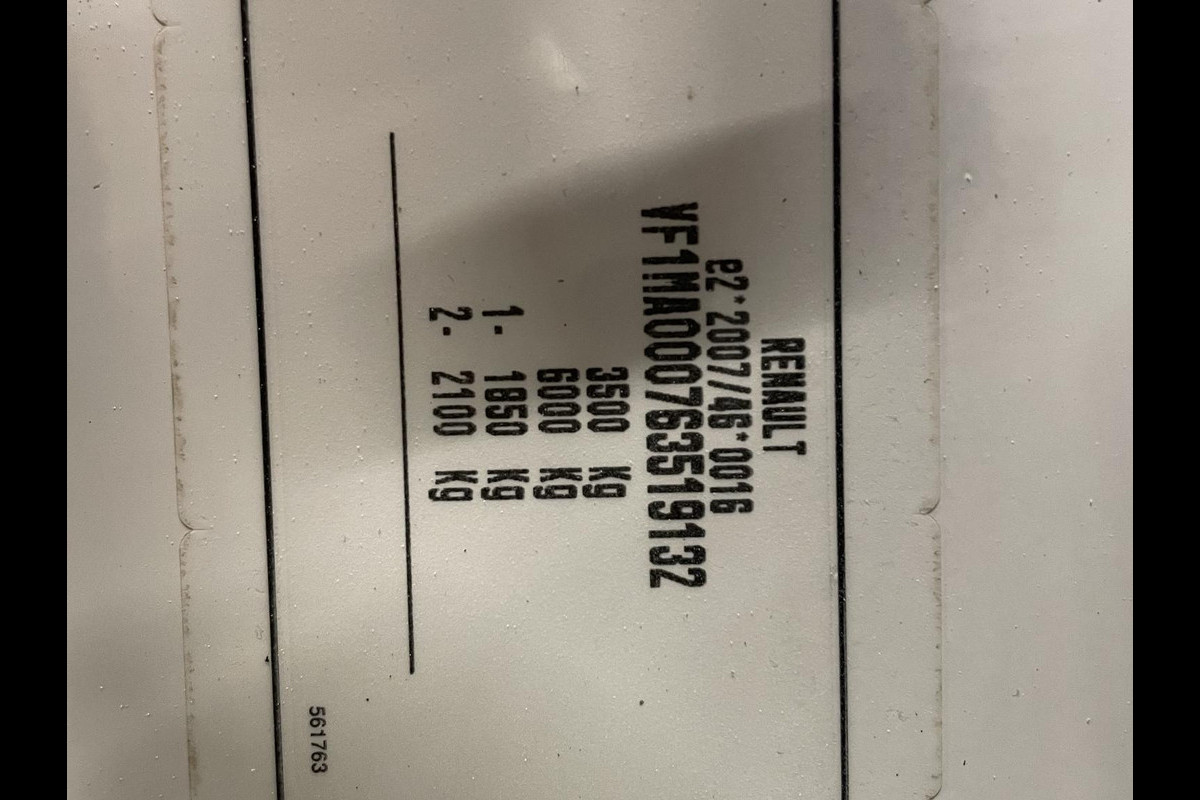 RENAULT
e2*2007/46*0016
VF1MA000763519132
3500 Kg
6000 Kg
1- 1850 Kg
2- 2100 Kg
561763